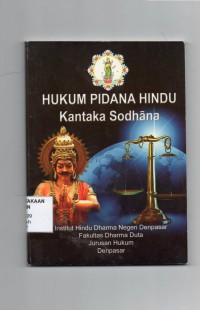 HUKUM PIDANA HINDU
Kantaka Sodhāna
Institut Hindu Dharma Negeri Denpasar
Fakultas Dharma Duta
Jurusan Hukum
Denpasar